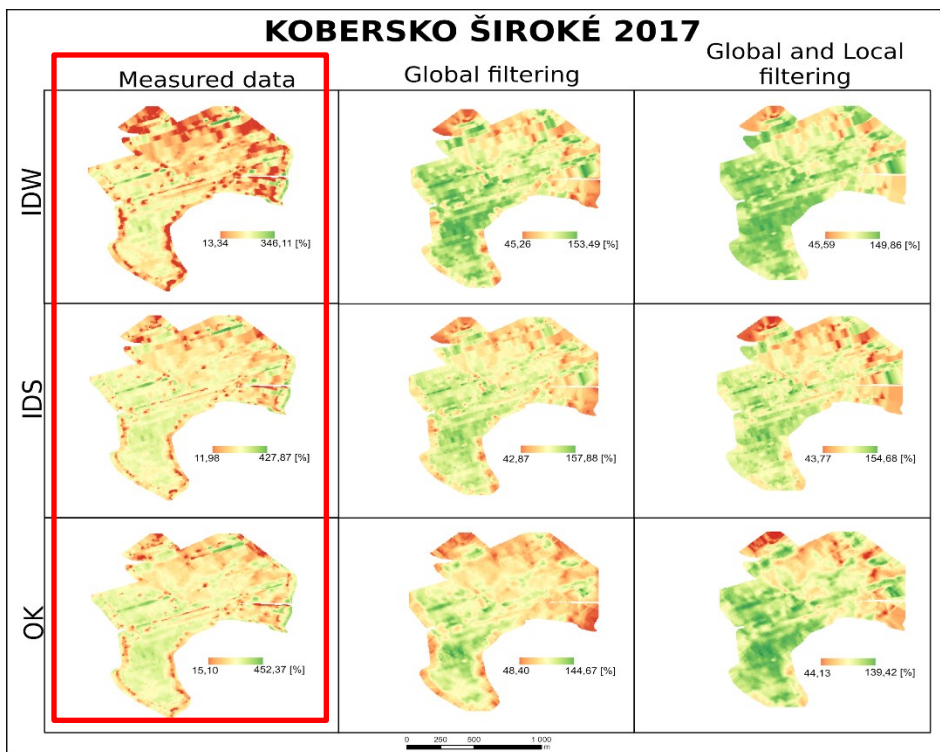 KOBERSKO ŠIROKÉ 2017
Measured data
Global filtering
Global and Local
filtering
IDW
13,34 346,11 [%]
45,26 153,49 [%]
45,59 149,86 [%]
IDS
11,98 427,87 [%]
42,87 157,88 [%]
43,77 154,68 [%]
OK
15,10 452,37 [%]
48,40 144,67 [%]
44,13 139,42 [%]
0 250 500 1 000
m